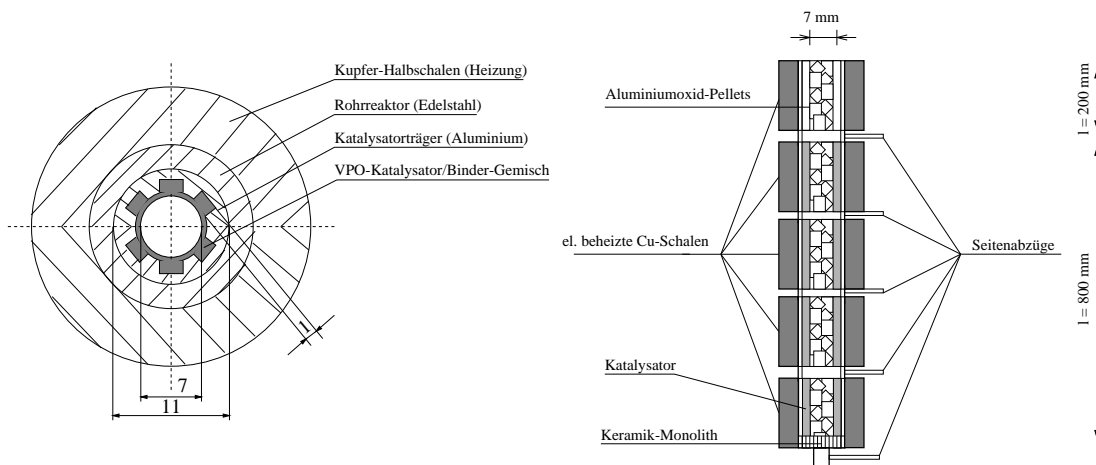 Kupfer-Halbschalen (Heizung)
Rohrreaktor (Edelstahl)
Katalysatorträger (Aluminium)
VPO-Katalysator/Binder-Gemisch
1
7
11
7 mm
Aluminiumoxid-Pellets
l = 200 mm
el. beheizte Cu-Schalen
Seitenabzüge
l = 800 mm
Katalysator
Keramik-Monolith